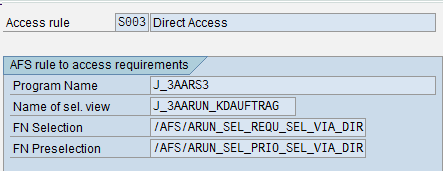 Access rule S003 Direct Access
AFS rule to access requirements
Program Name J_3AARS3
Name of sel. view J_3AARUN_KDAUFTRAG
FN Selection /AFS/ARUN_SEL_REQU_SEL_VIA_DIR
FN Preselection /AFS/ARUN_SEL_PRIO_SEL_VIA_DIR